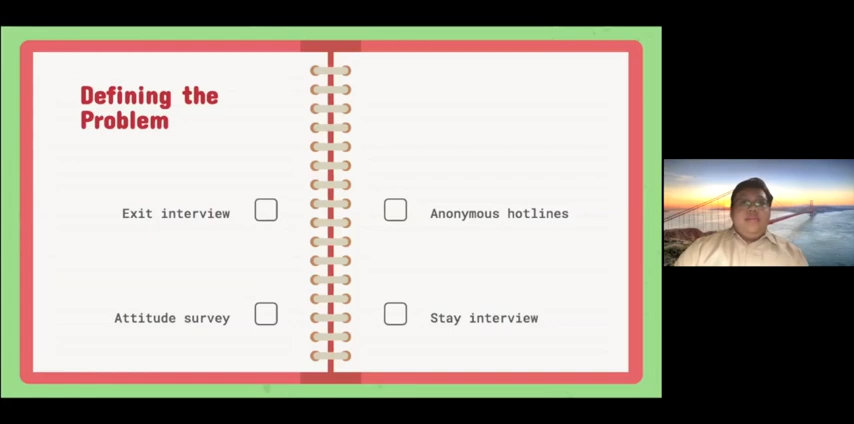 Defining the
Problem
Exit interview
Anonymous hotlines
Attitude survey
Stay interview